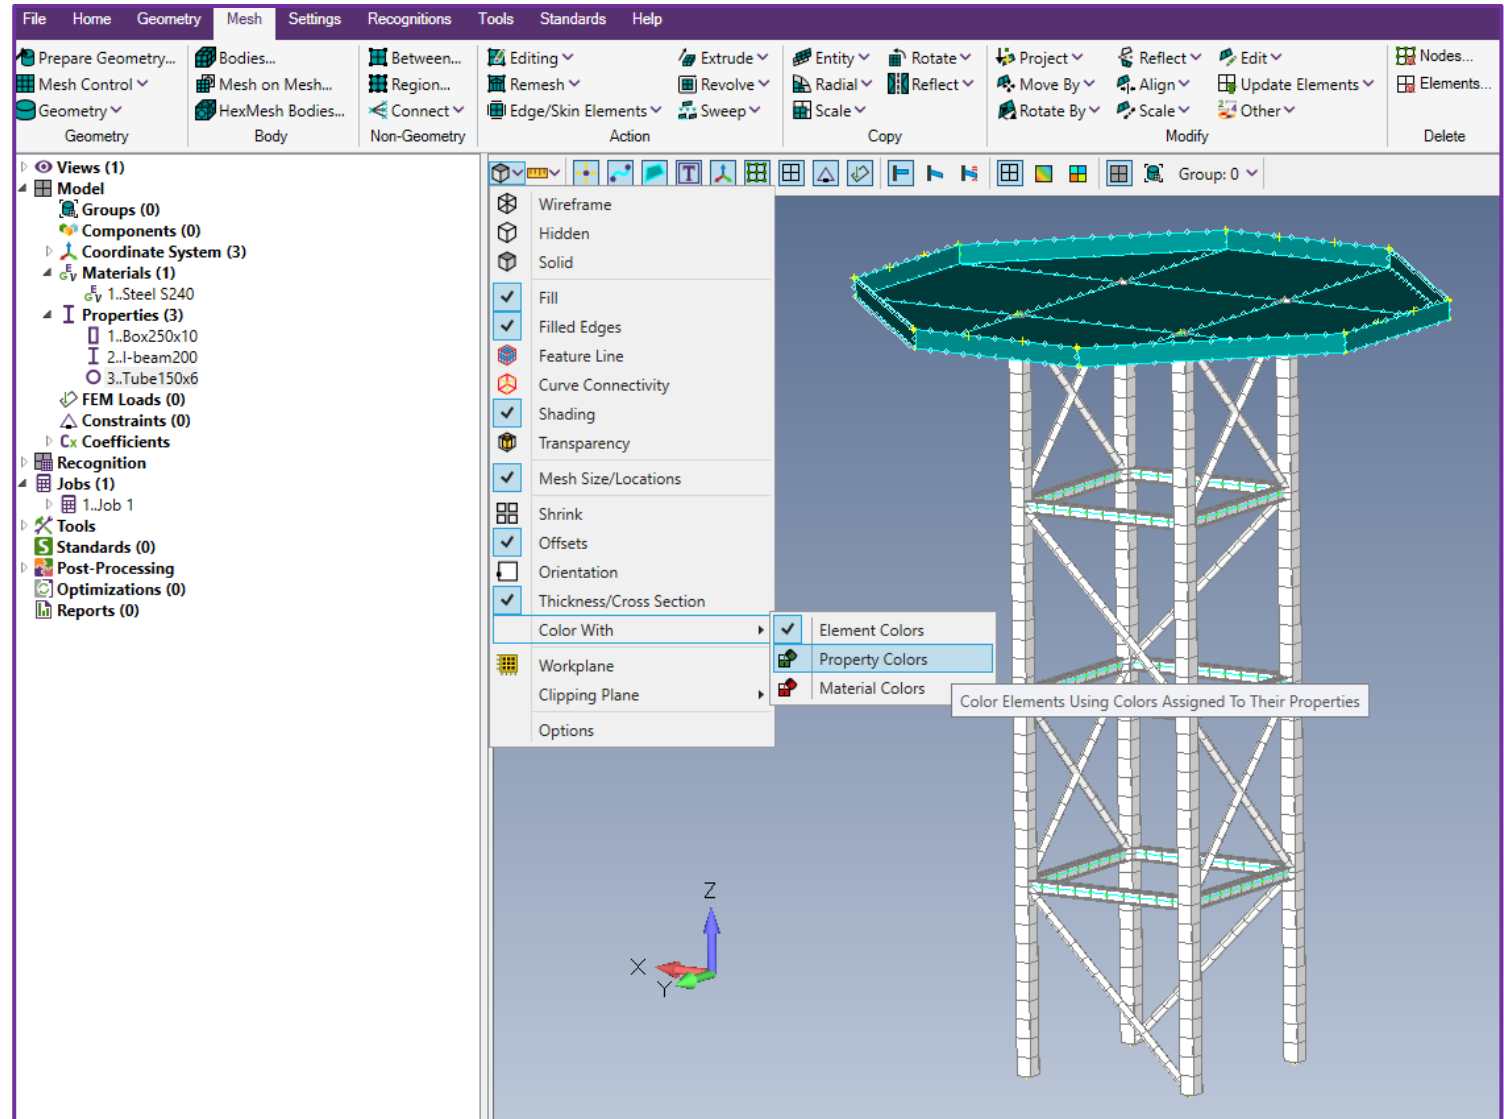 File Home Geometry Mesh Settings Recognitions Tools Standards Help
Prepare Geometry... Bodies... Between... Editing Extrude Entity Rotate Project Reflect Edit Nodes...
Mesh Control Mesh on Mesh... Region... Remesh Revolve Radial Reflect Move By Align Update Elements Elements...
Geometry HexMesh Bodies... Connect Edge/Skin Elements Sweep Scale Rotate By Scale Other
Geometry Body Non-Geometry Action Copy Modify Delete
Group: 0
Views (1)
Model
Groups (0)
Components (0)
Coordinate System (3)
Materials (1)
1..Steel S240
Properties (3)
1..Box250x10
2..I-beam200
3..Tube150x6
FEM Loads (0)
Constraints (0)
Cx Coefficients
Recognition
Jobs (1)
1..Job 1
Tools
Standards (0)
Post-Processing
Optimizations (0)
Reports (0)
Wireframe
Hidden
Solid
Fill
Filled Edges
Feature Line
Curve Connectivity
Shading
Transparency
Mesh Size/Locations
Shrink
Offsets
Orientation
Thickness/Cross Section
Color With
Workplane
Clipping Plane
Options
Element Colors
Property Colors
Material Colors
Color Elements Using Colors Assigned To Their Properties
Z
X
Y